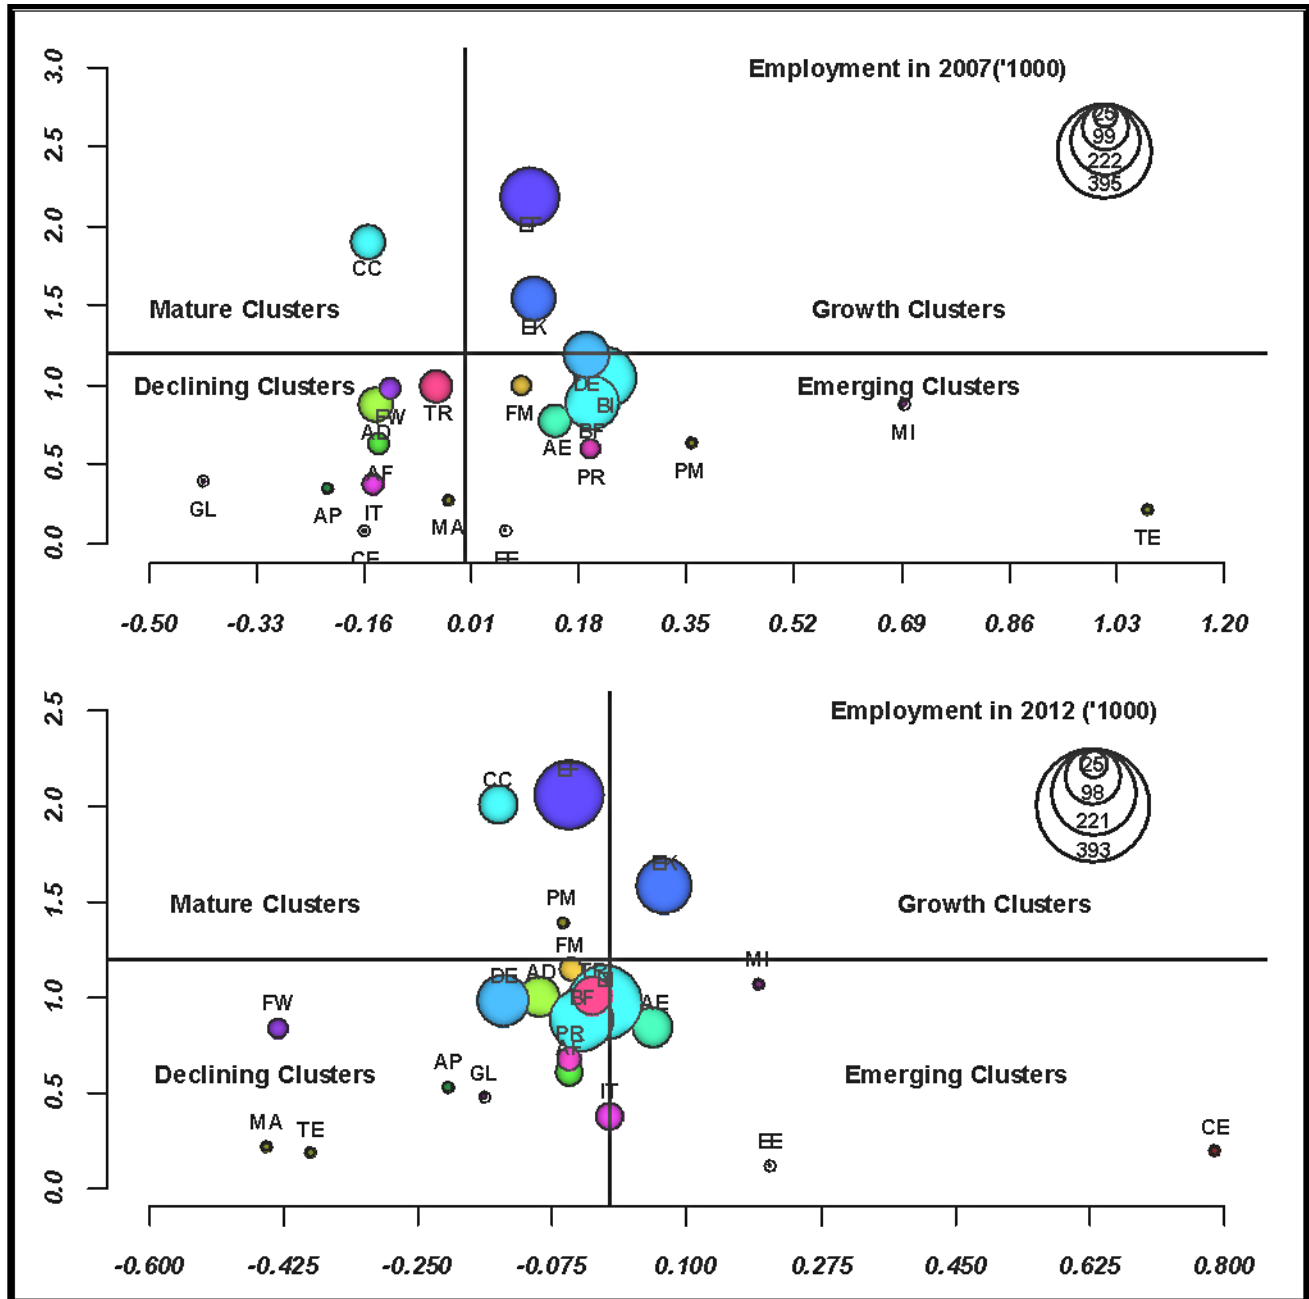 3.0
Employment in 2007('1000)
2.5
25
99
222
395
2.0
EF
CC
1.5
Mature Clusters
Growth Clusters
EK
1.0
Declining Clusters
Emerging Clusters
DE
BI
FW
TR
FM
AD
BF
MI
AE
0.5
AF
PR
PM
GL
AP
IT
MA
TE
0.0
CE
EE
-0.50 -0.33 -0.16 0.01 0.18 0.35 0.52 0.69 0.86 1.03 1.20
2.5
Employment in 2012 ('1000)
25
98
221
393
2.0
CC
EF
EK
1.5
Mature Clusters
PM
Growth Clusters
FM
MI
1.0
DE
AD
TR
BI
BF
AE
FW
PR
AF
AP
GL
Declining Clusters
Emerging Clusters
0.5
IT
MA
TE
EE
CE
0.0
-0.600 -0.425 -0.250 -0.075 0.100 0.275 0.450 0.625 0.800